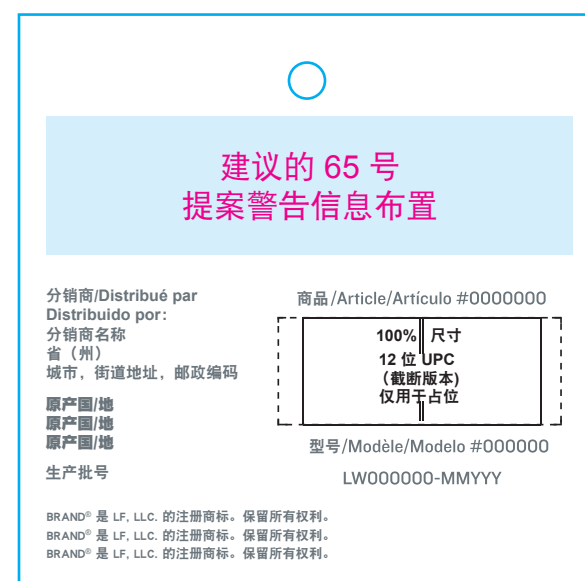 建议的 65 号
提案警告信息布置
分销商/Distribué par
Distribuido por:
分销商名称
省（州）
城市，街道地址，邮政编码
原产国/地
原产国/地
原产国/地
生产批号
商品/Article/Artículo #0000000
100% 尺寸
12 位 UPC
（截断版本)
仅用于占位
型号/Modèle/Modelo #000000
LW000000-MMYYY
BRAND® 是 LF, LLC. 的注册商标。保留所有权利。
BRAND® 是 LF, LLC. 的注册商标。保留所有权利。
BRAND® 是 LF, LLC. 的注册商标。保留所有权利。